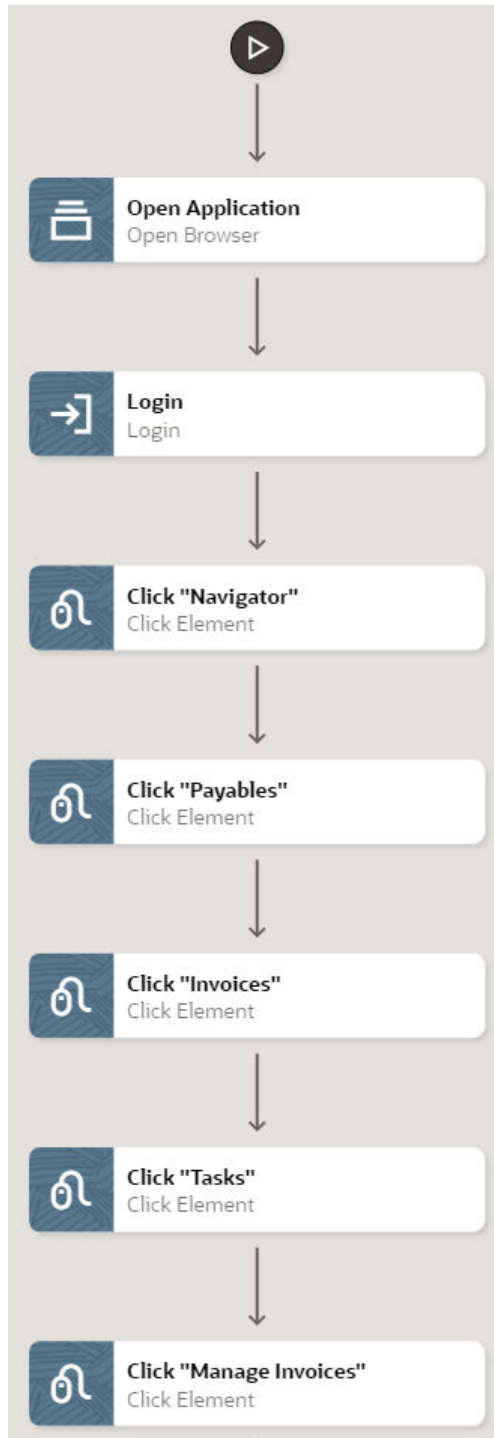 Open Application
Open Browser
Login
Login
Click "Navigator"
Click Element
Click "Payables"
Click Element
Click "Invoices"
Click Element
Click "Tasks"
Click Element
Click "Manage Invoices"
Click Element